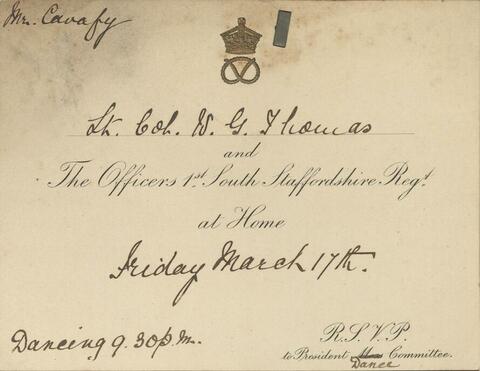 Mr. Cavafy
Lt. Col. W. G. Thomas
and
The Officers 1st. South Staffordshire Regt.
at Home
Friday March 17th.
Dancing 9.30 p.m.
R.S.V.P.
to President Mess Committee.
Dance